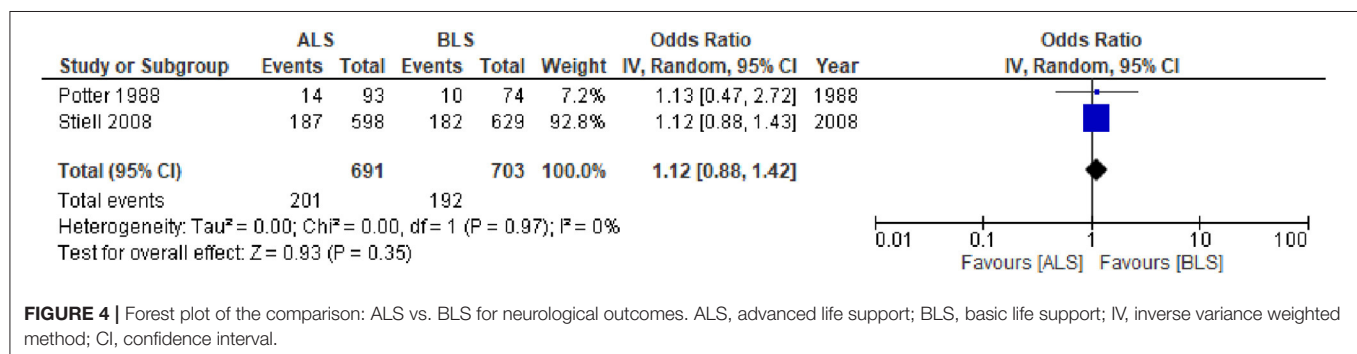 ALS BLS Odds Ratio Odds Ratio
Study or Subgroup Events Total Events Total Weight IV, Random, 95% CI Year IV, Random, 95% CI
Potter 1988 14 93 10 74 7.2% 1.13 [0.47, 2.72] 1988
Stiell 2008 187 598 182 629 92.8% 1.12 [0.88, 1.43] 2008
Total (95% CI) 691 703 100.0% 1.12 [0.88, 1.42]
Total events 201 192
Heterogeneity: Tau² = 0.00; Chi² = 0.00, df = 1 (P = 0.97); I² = 0%
Test for overall effect: Z = 0.93 (P = 0.35)
0.01 0.1 1 10 100
Favours [ALS] Favours [BLS]
FIGURE 4 | Forest plot of the comparison: ALS vs. BLS for neurological outcomes. ALS, advanced life support; BLS, basic life support; IV, inverse variance weighted
method; CI, confidence interval.